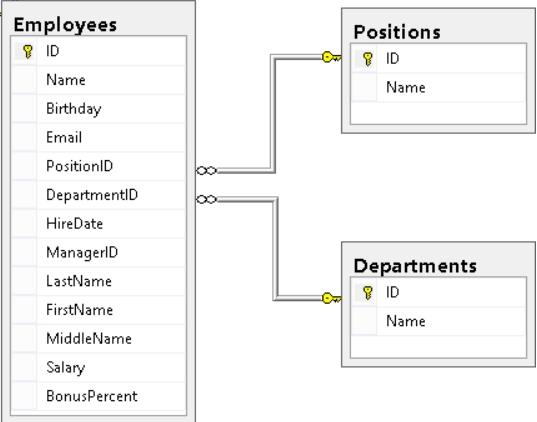 Employees
ID
Name
Birthday
Email
PositionID
DepartmentID
HireDate
ManagerID
LastName
FirstName
MiddleName
Salary
BonusPercent
Positions
ID
Name
Departments
ID
Name